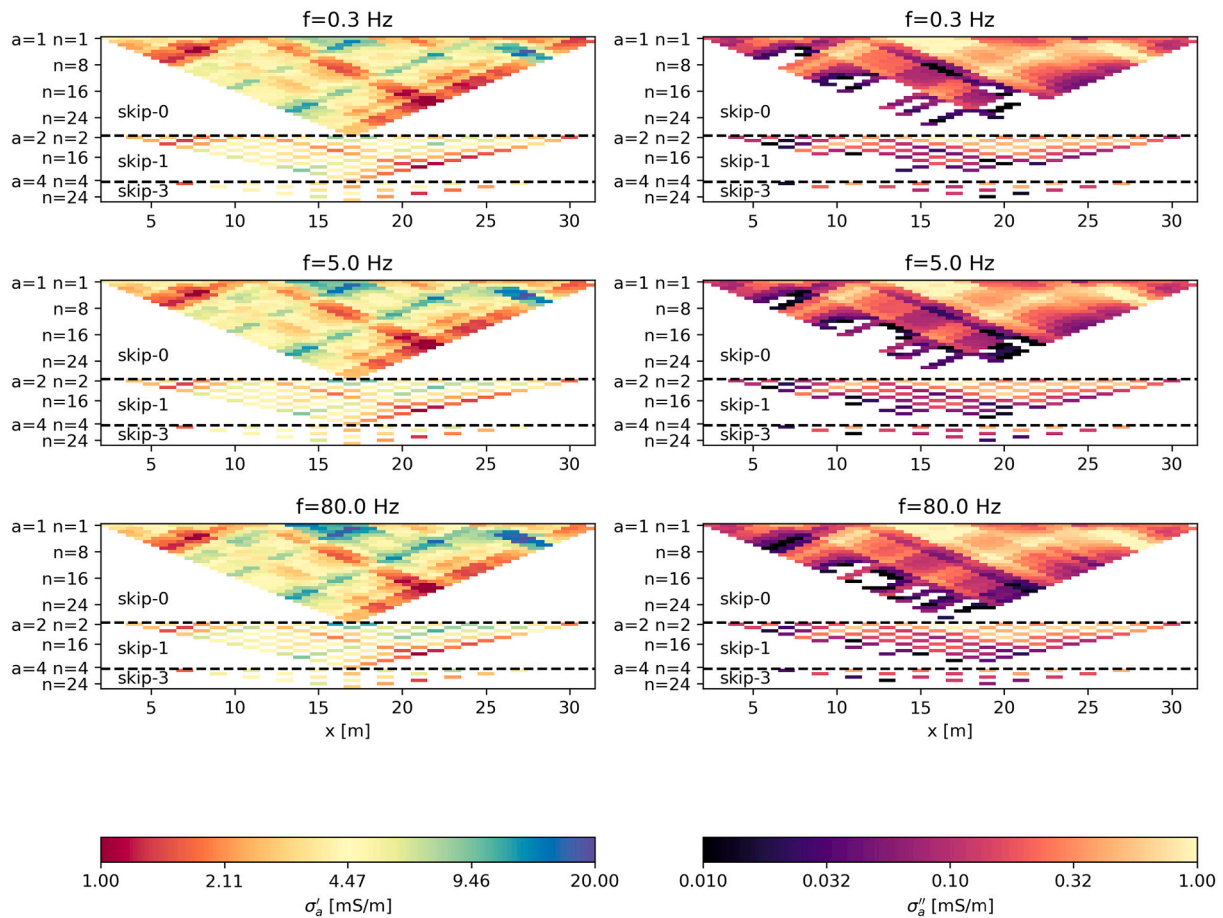 f=0.3 Hz
a=1 n=1
n=8
n=16
n=24
a=2 n=2
n=16
a=4 n=4
n=24
skip-0
skip-1
skip-3
5 10 15 20 25 30
f=0.3 Hz
a=1 n=1
n=8
n=16
n=24
a=2 n=2
n=16
a=4 n=4
n=24
skip-0
skip-1
skip-3
5 10 15 20 25 30
f=5.0 Hz
a=1 n=1
n=8
n=16
n=24
a=2 n=2
n=16
a=4 n=4
n=24
skip-0
skip-1
skip-3
5 10 15 20 25 30
f=5.0 Hz
a=1 n=1
n=8
n=16
n=24
a=2 n=2
n=16
a=4 n=4
n=24
skip-0
skip-1
skip-3
5 10 15 20 25 30
f=80.0 Hz
a=1 n=1
n=8
n=16
n=24
a=2 n=2
n=16
a=4 n=4
n=24
skip-0
skip-1
skip-3
5 10 15 20 25 30
x [m]
f=80.0 Hz
a=1 n=1
n=8
n=16
n=24
a=2 n=2
n=16
a=4 n=4
n=24
skip-0
skip-1
skip-3
5 10 15 20 25 30
x [m]
1.00 2.11 4.47 9.46 20.00
σ′ₐ [mS/m]
0.010 0.032 0.10 0.32 1.00
σ″ₐ [mS/m]